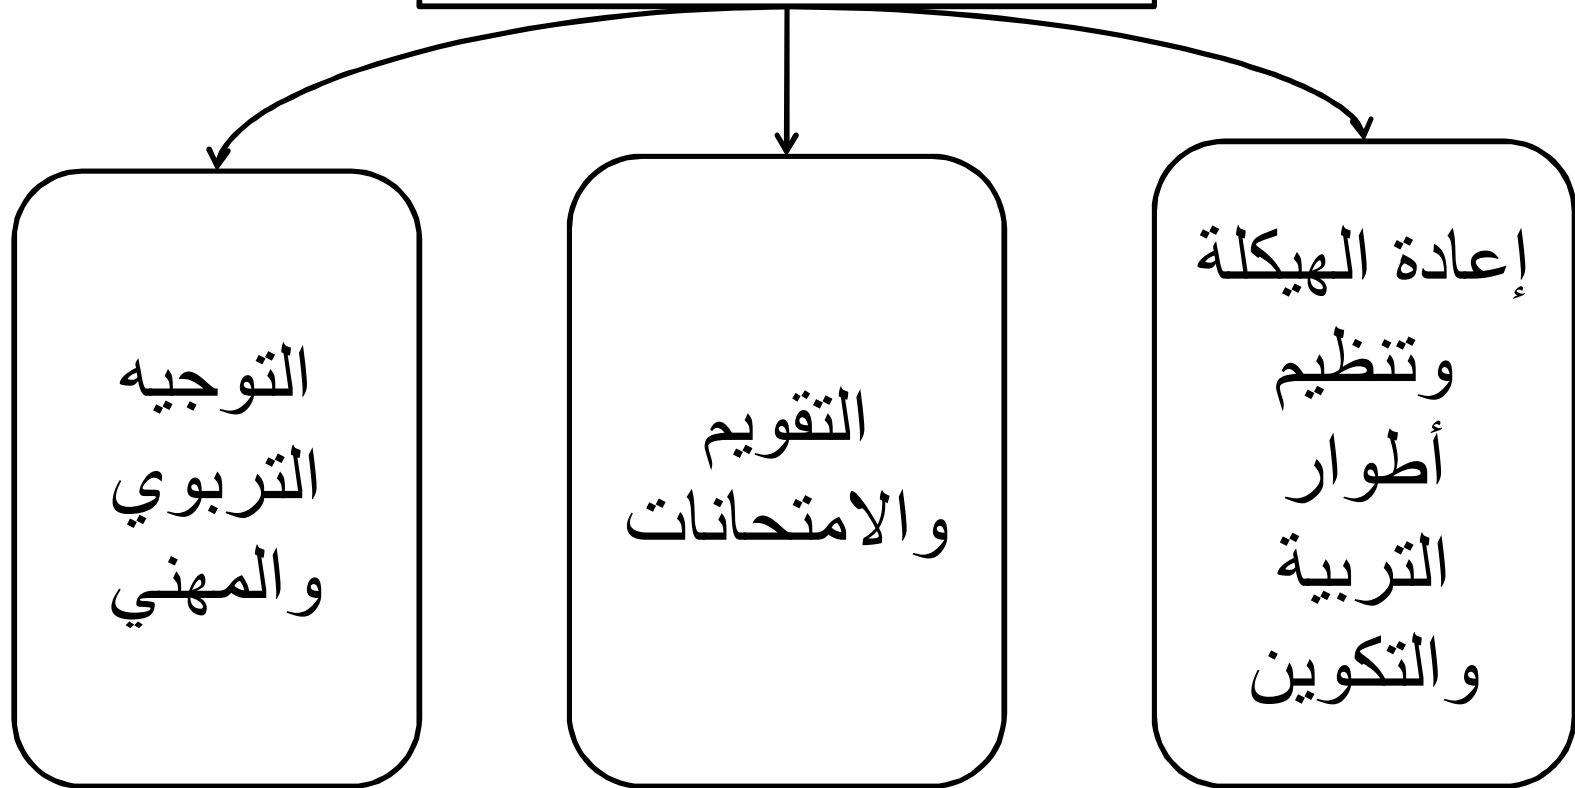 إعادة الهيكلة
وتنظيم
أطوار
التربية
والتكوين
التقويم
والامتحانات
التوجيه
التربوي
والمهني